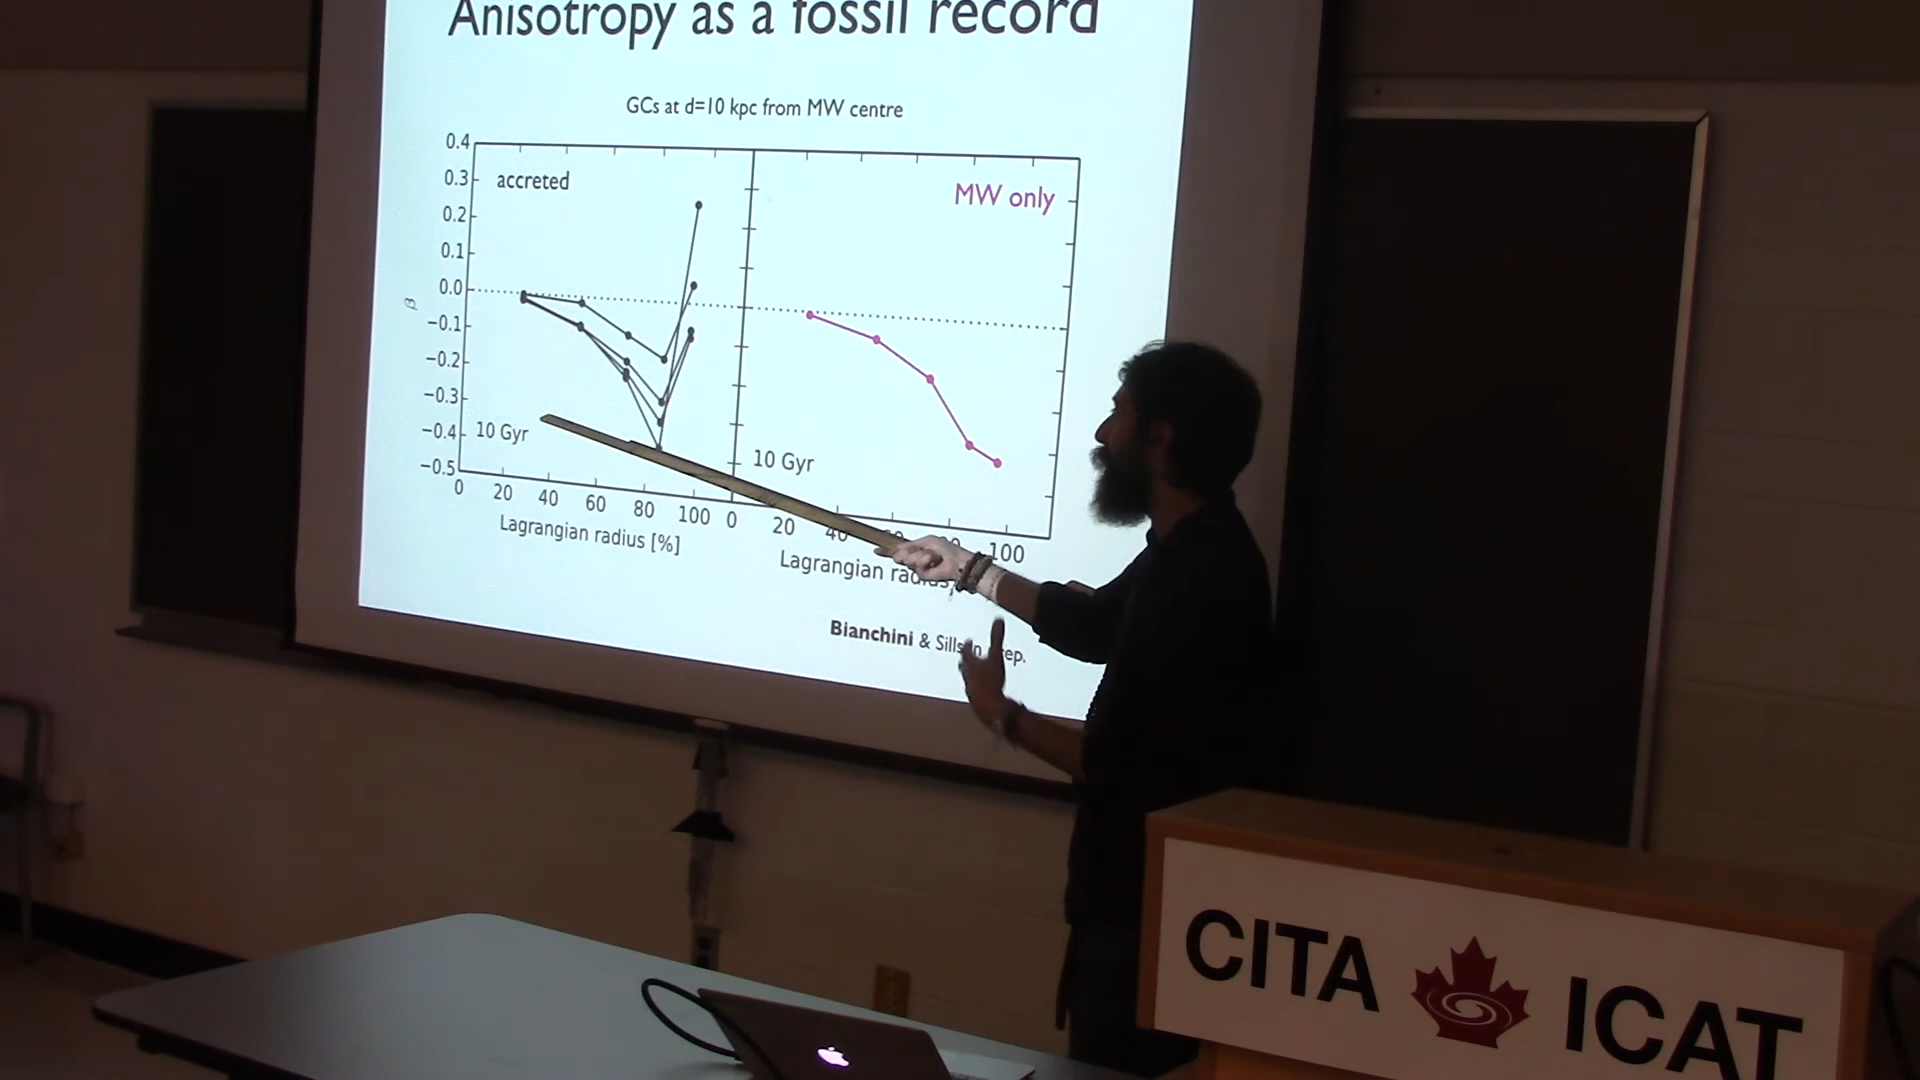 Anisotropy as a fossil record
GCs at d=10 kpc from MW centre
0.4
0.3
0.2
0.1
0.0
−0.1
−0.2
−0.3
−0.4
−0.5
β
accreted
10 Gyr
0 20 40 60 80 100
Lagrangian radius [%]
MW only
10 Gyr
0 20 40 100
Lagrangian
Bianchini & Sills
CITA ICAT